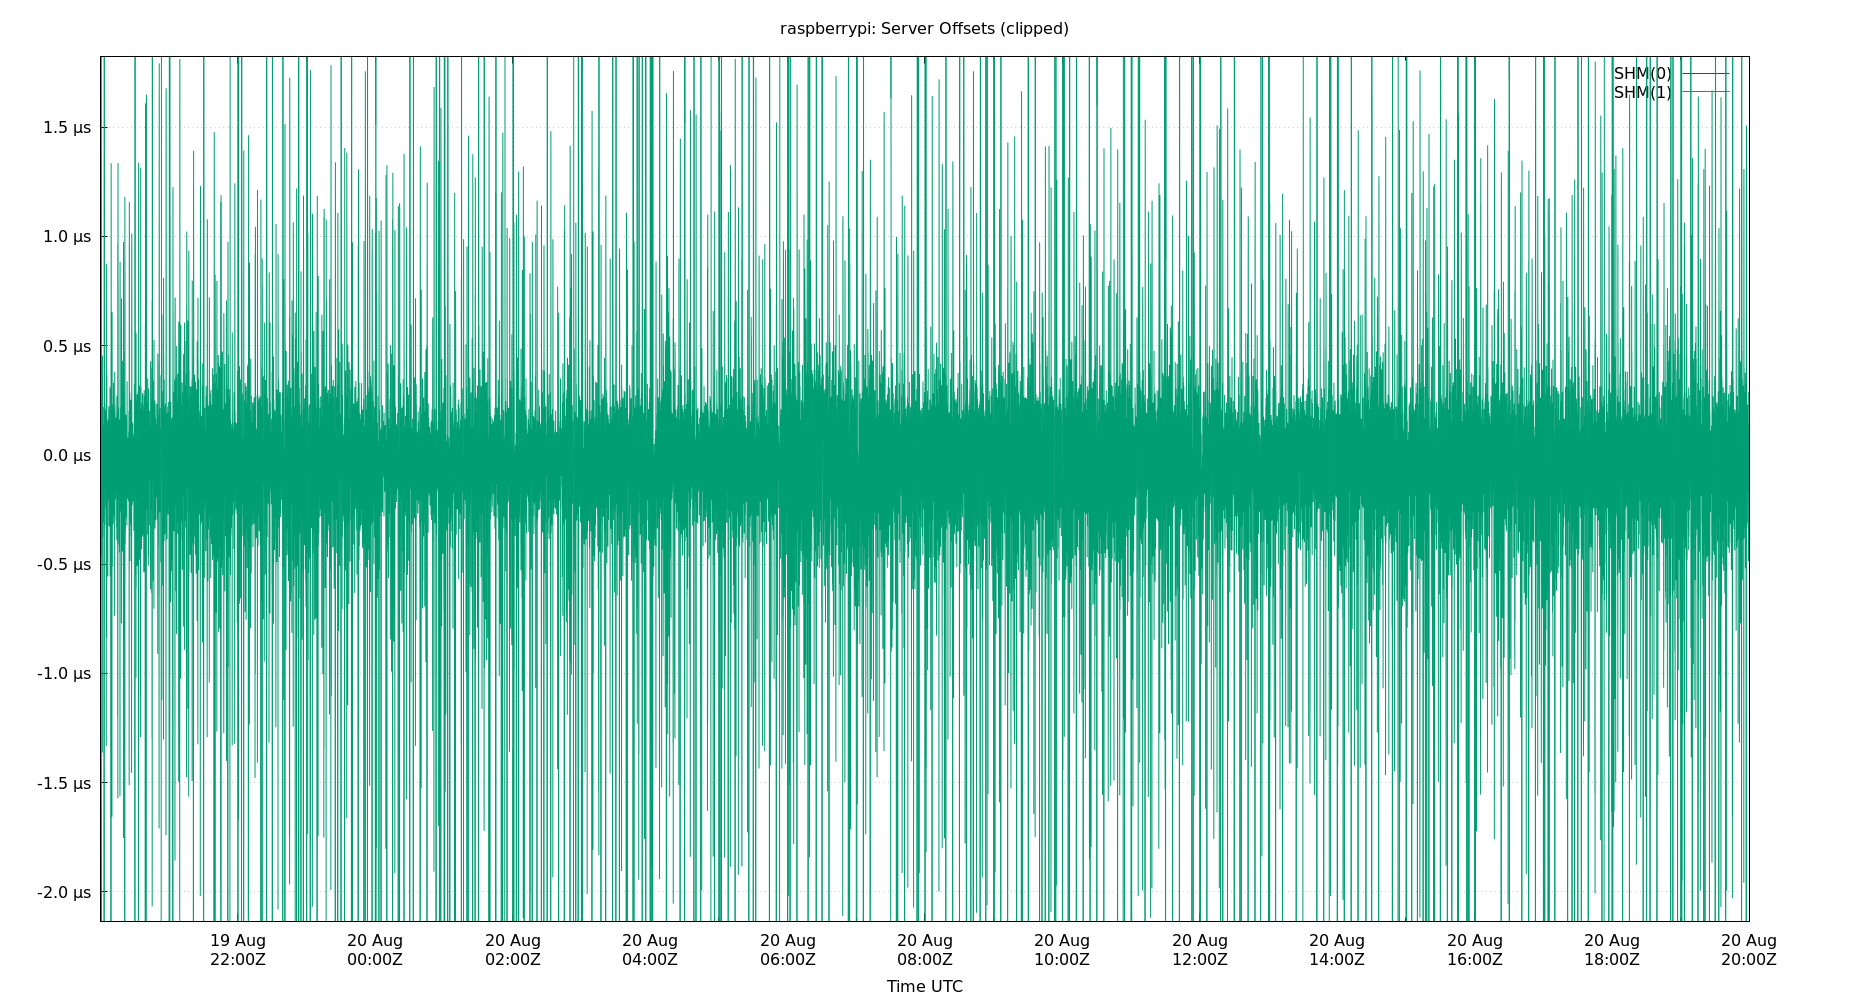 raspberrypi: Server Offsets (clipped)
SHM(0)
SHM(1)
1.5 µs
1.0 µs
0.5 µs
0.0 µs
-0.5 µs
-1.0 µs
-1.5 µs
-2.0 µs
19 Aug 20 Aug 20 Aug 20 Aug 20 Aug 20 Aug 20 Aug 20 Aug 20 Aug 20 Aug 20 Aug 20 Aug
22:00Z 00:00Z 02:00Z 04:00Z 06:00Z 08:00Z 10:00Z 12:00Z 14:00Z 16:00Z 18:00Z 20:00Z
Time UTC